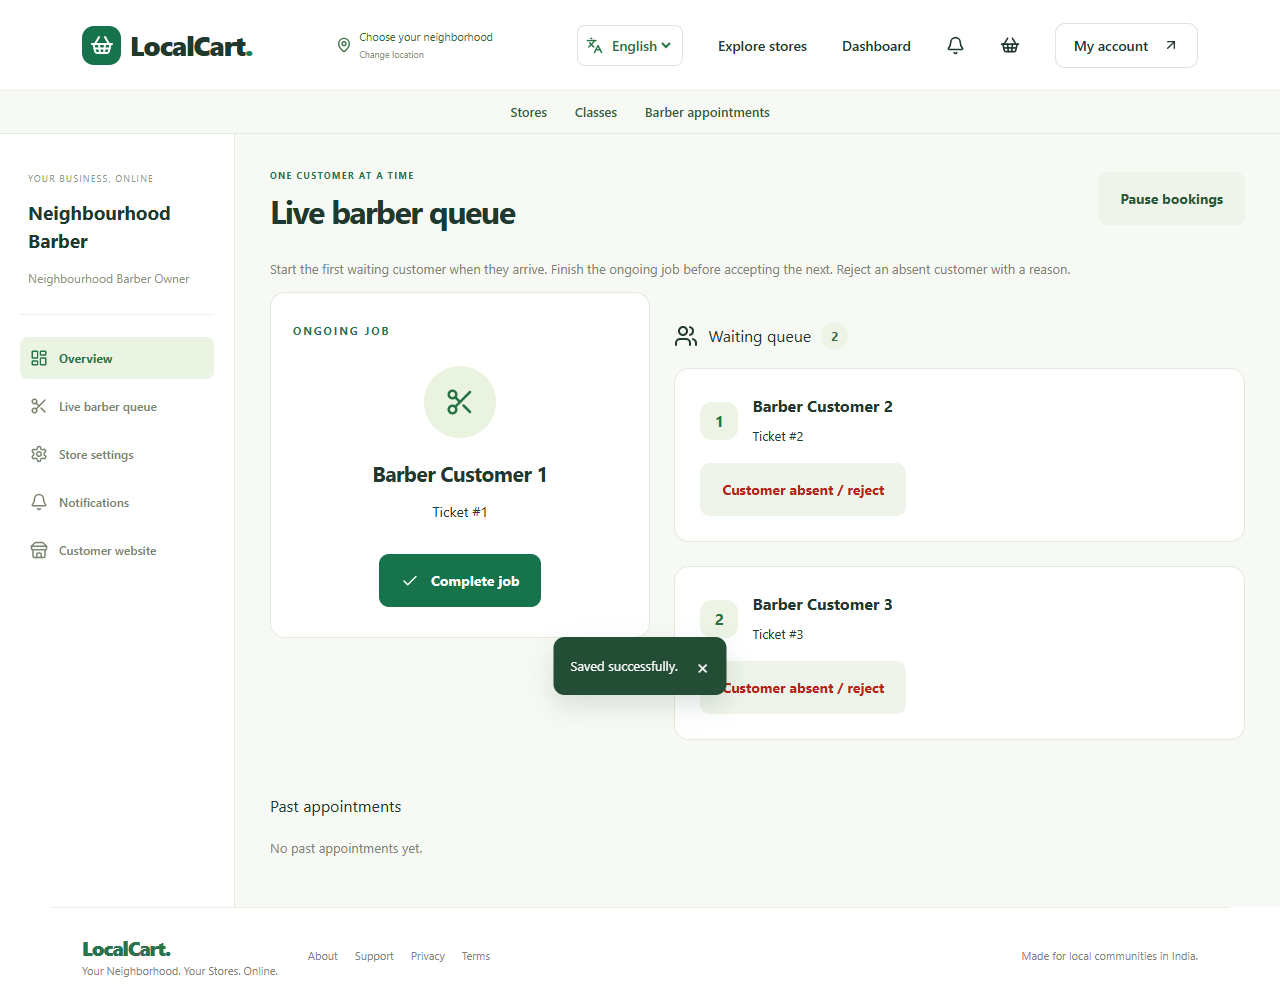 LocalCart.
Choose your neighborhood
Change location
English
Explore stores
Dashboard
My account
Stores
Classes
Barber appointments
YOUR BUSINESS, ONLINE
Neighbourhood
Barber
Neighbourhood Barber Owner
Overview
Live barber queue
Store settings
Notifications
Customer website
ONE CUSTOMER AT A TIME
Live barber queue
Pause bookings
Start the first waiting customer when they arrive. Finish the ongoing job before accepting the next. Reject an absent customer with a reason.
ONGOING JOB
Barber Customer 1
Ticket #1
Complete job
Waiting queue 2
1
Barber Customer 2
Ticket #2
Customer absent / reject
2
Barber Customer 3
Ticket #3
Customer absent / reject
Saved successfully. ×
Past appointments
No past appointments yet.
LocalCart.
Your Neighborhood. Your Stores. Online.
About
Support
Privacy
Terms
Made for local communities in India.